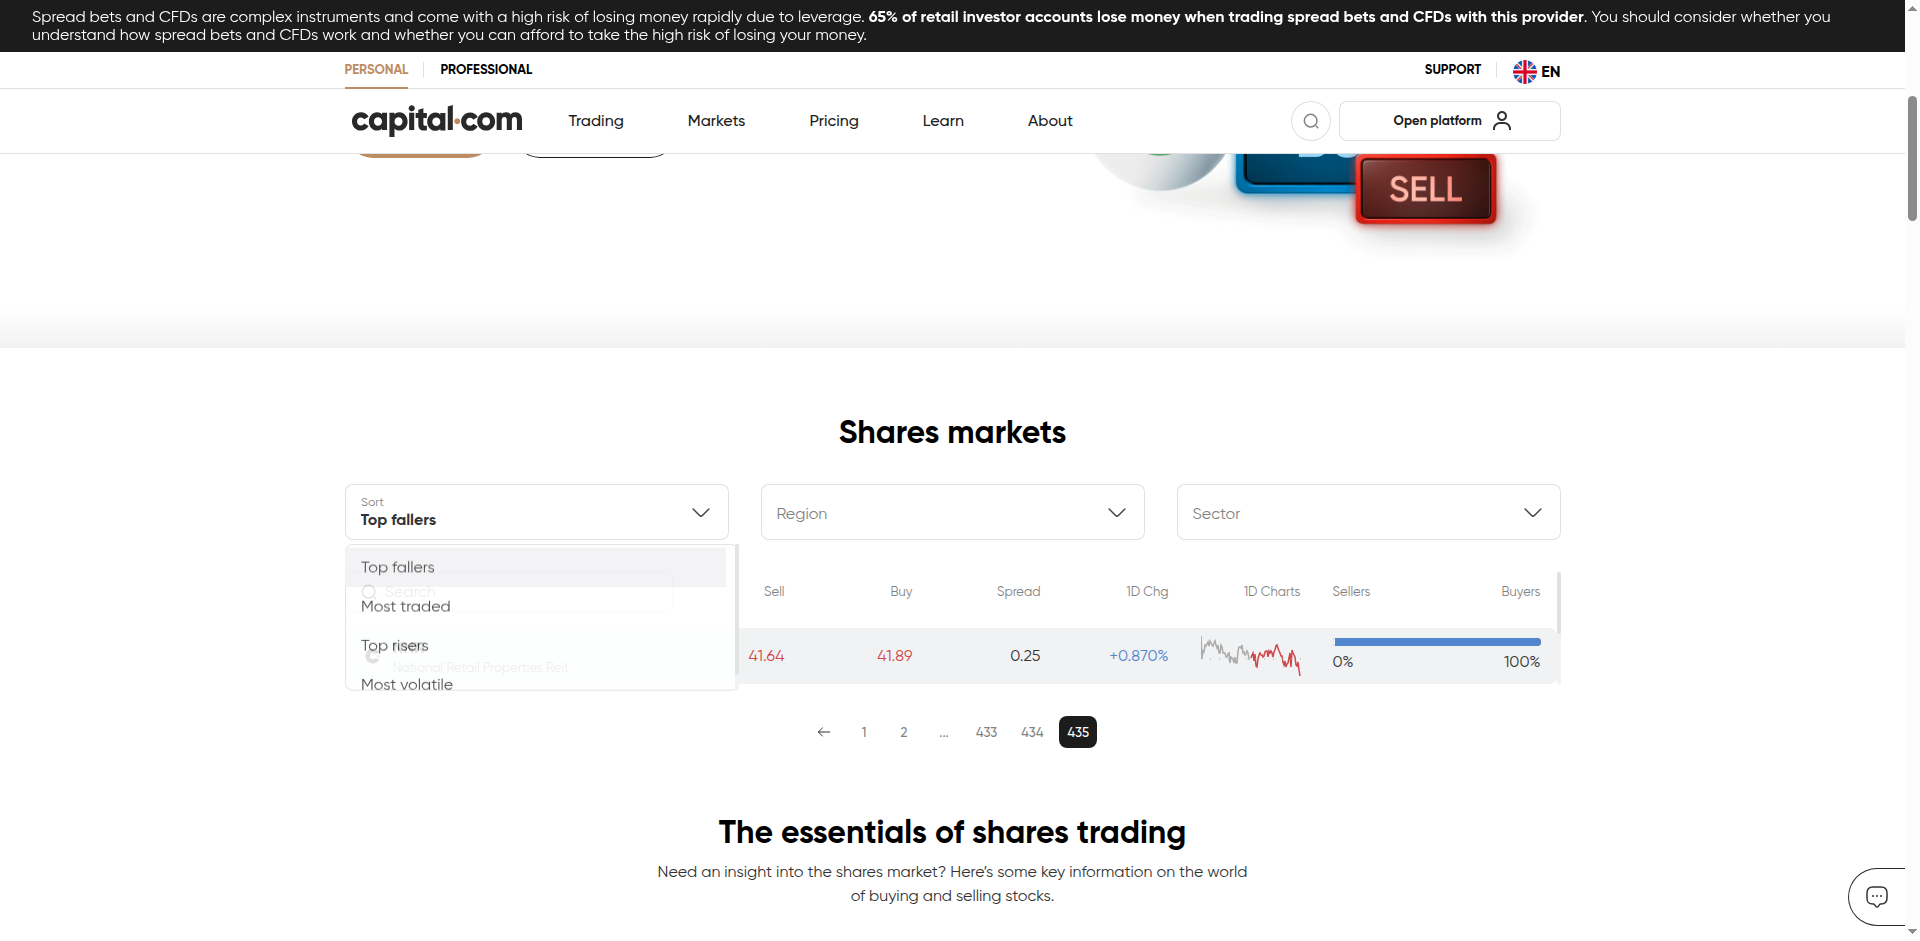 Spread bets and CFDs are complex instruments and come with a high risk of losing money rapidly due to leverage. 65% of retail investor accounts lose money when trading spread bets and CFDs with this provider. You should consider whether you
understand how spread bets and CFDs work and whether you can afford to take the high risk of losing your money.
PERSONAL PROFESSIONAL SUPPORT EN
capital.com Trading Markets Pricing Learn About Open platform
SELL
Shares markets
Sort
Top fallers
Region
Sector
Top fallers
Search
Most traded
Top risers
National Retail Properties Reit
Most volatile
Sell Buy Spread 1D Chg 1D Charts Sellers Buyers
41.64 41.89 0.25 +0.870% 0% 100%
1 2 ... 433 434 435
The essentials of shares trading
Need an insight into the shares market? Here's some key information on the world
of buying and selling stocks.